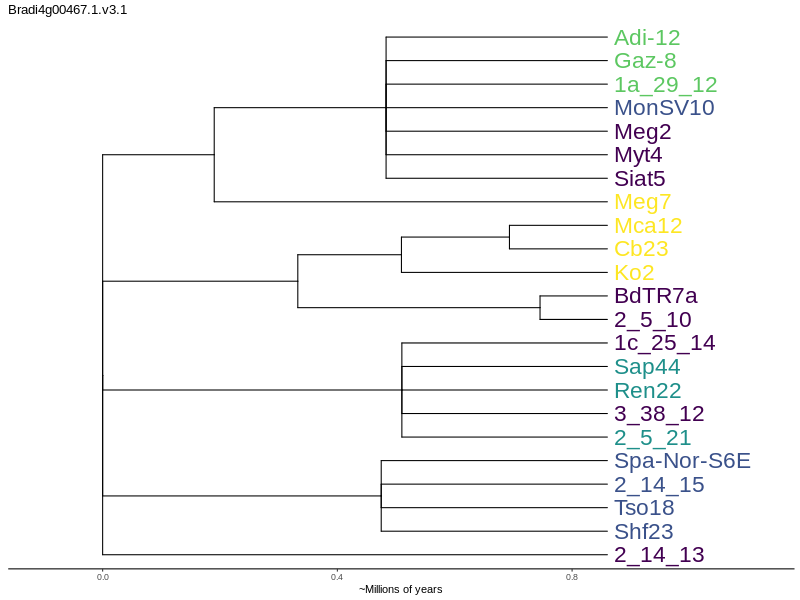 Bradi4g00467.1.v3.1
Adi-12
Gaz-8
1a_29_12
MonSV10
Meg2
Myt4
Siat5
Meg7
Mca12
Cb23
Ko2
BdTR7a
2_5_10
1c_25_14
Sap44
Ren22
3_38_12
2_5_21
Spa-Nor-S6E
2_14_15
Tso18
Shf23
2_14_13
0.0 0.4 0.8
~Millions of years